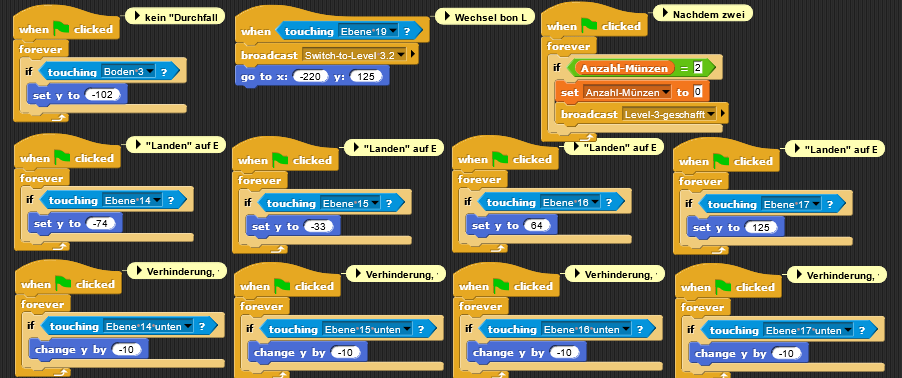 when clicked
kein "Durchfall
forever
if touching Boden 3 ?
set y to -102
when touching Ebene 19 ?
Wechsel bon L
broadcast Switch-to-Level 3.2
go to x: -220 y: 125
when clicked
Nachdem zwei
forever
if Anzahl-Münzen = 2
set Anzahl-Münzen to 0
broadcast Level-3-geschafft
when clicked
"Landen" auf E
forever
if touching Ebene 14 ?
set y to -74
when clicked
"Landen" auf E
forever
if touching Ebene 15 ?
set y to -33
when clicked
"Landen" auf E
forever
if touching Ebene 16 ?
set y to 64
when clicked
"Landen" auf E
forever
if touching Ebene 17 ?
set y to 125
when clicked
Verhinderung,
forever
if touching Ebene 14 unten ?
change y by -10
when clicked
Verhinderung,
forever
if touching Ebene 15 unten ?
change y by -10
when clicked
Verhinderung,
forever
if touching Ebene 16 unten ?
change y by -10
when clicked
Verhinderung,
forever
if touching Ebene 17 unten ?
change y by -10